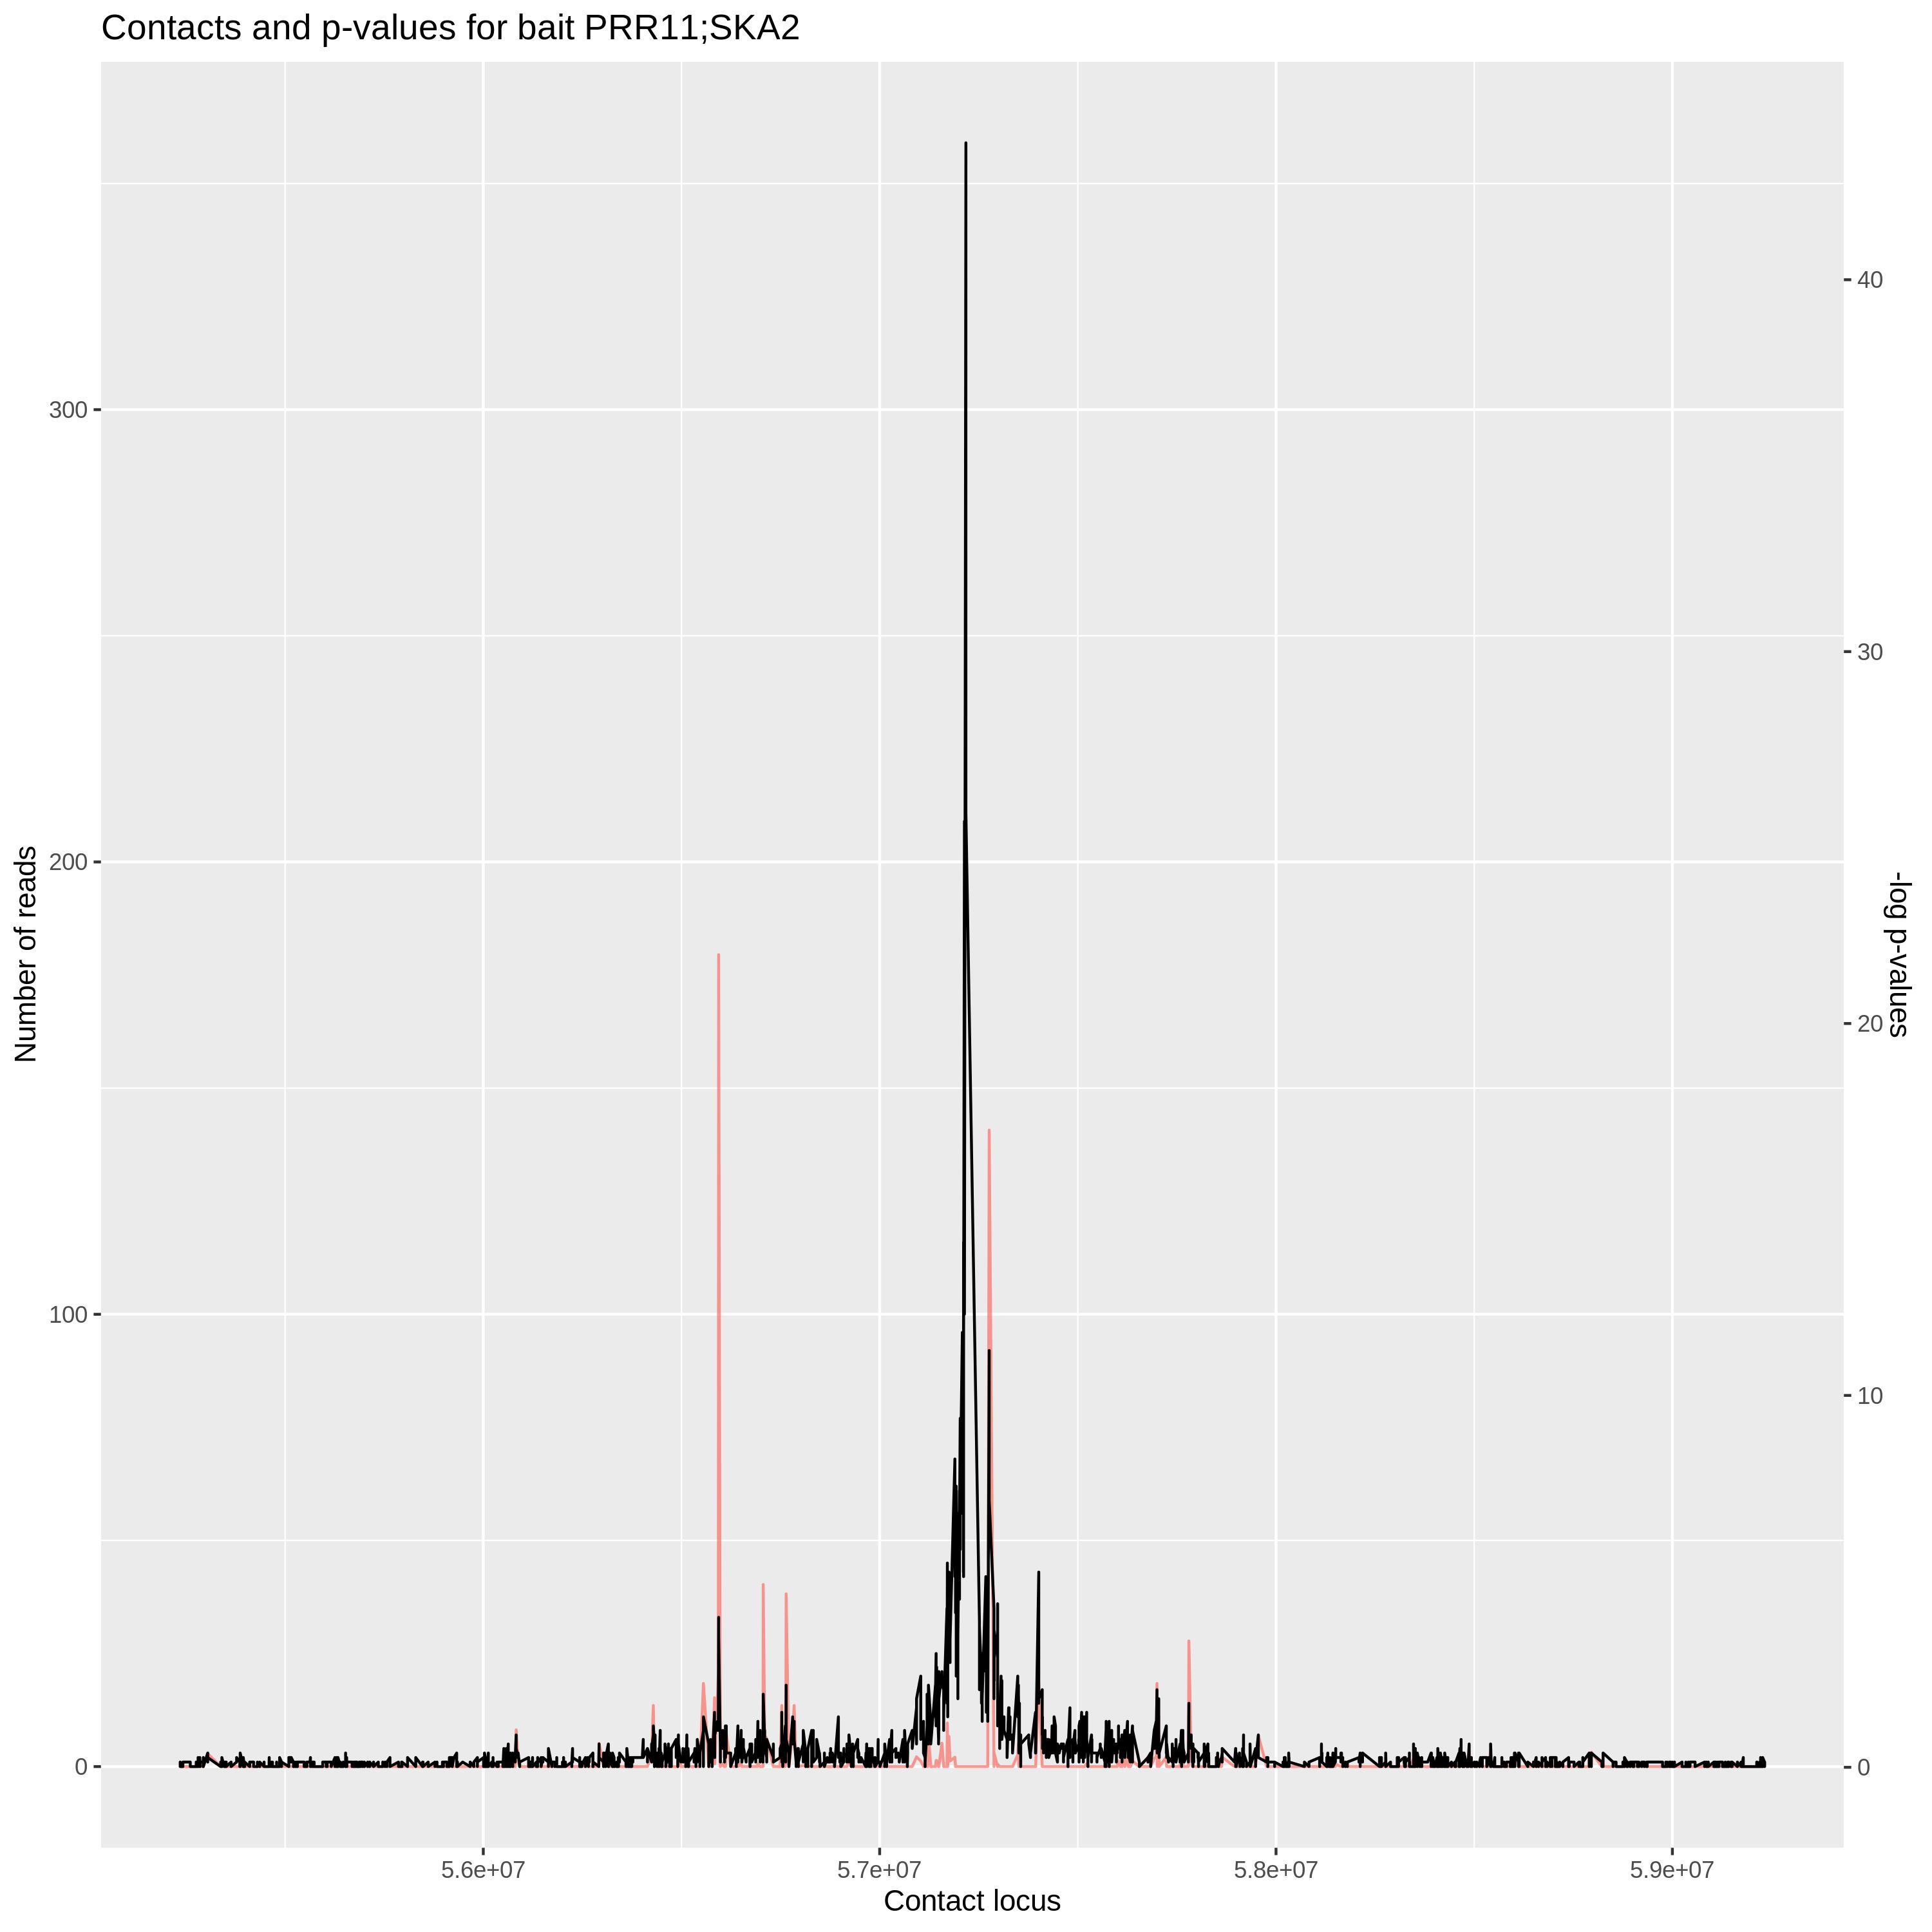 Contacts and p-values for bait PRR11;SKA2
Number of reads
300
200
100
0
40
30
20
10
0
-log p-values
5.6e+07
5.7e+07
5.8e+07
5.9e+07
Contact locus